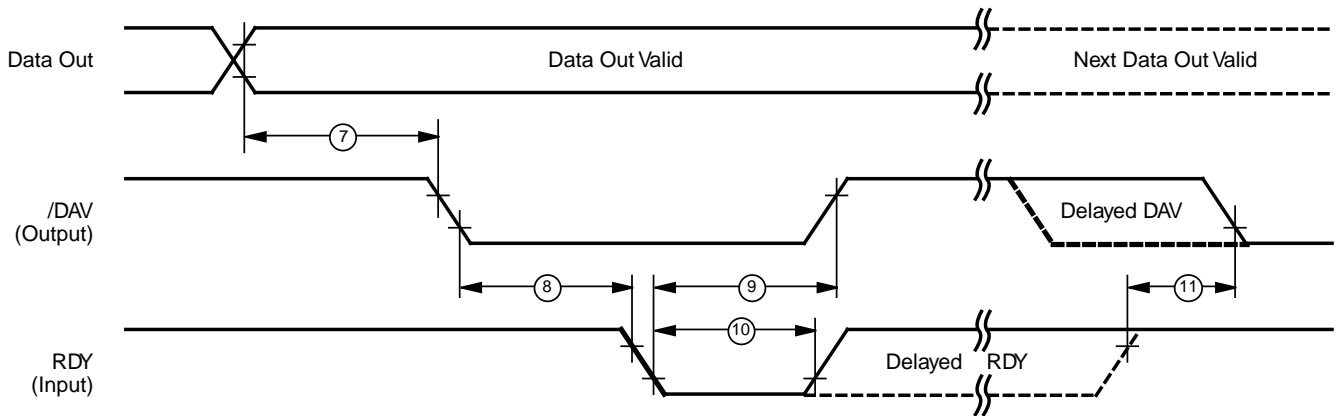 Data Out
Data Out Valid
Next Data Out Valid
7
/DAV
(Output)
Delayed DAV
8
9
11
10
RDY
(Input)
Delayed RDY